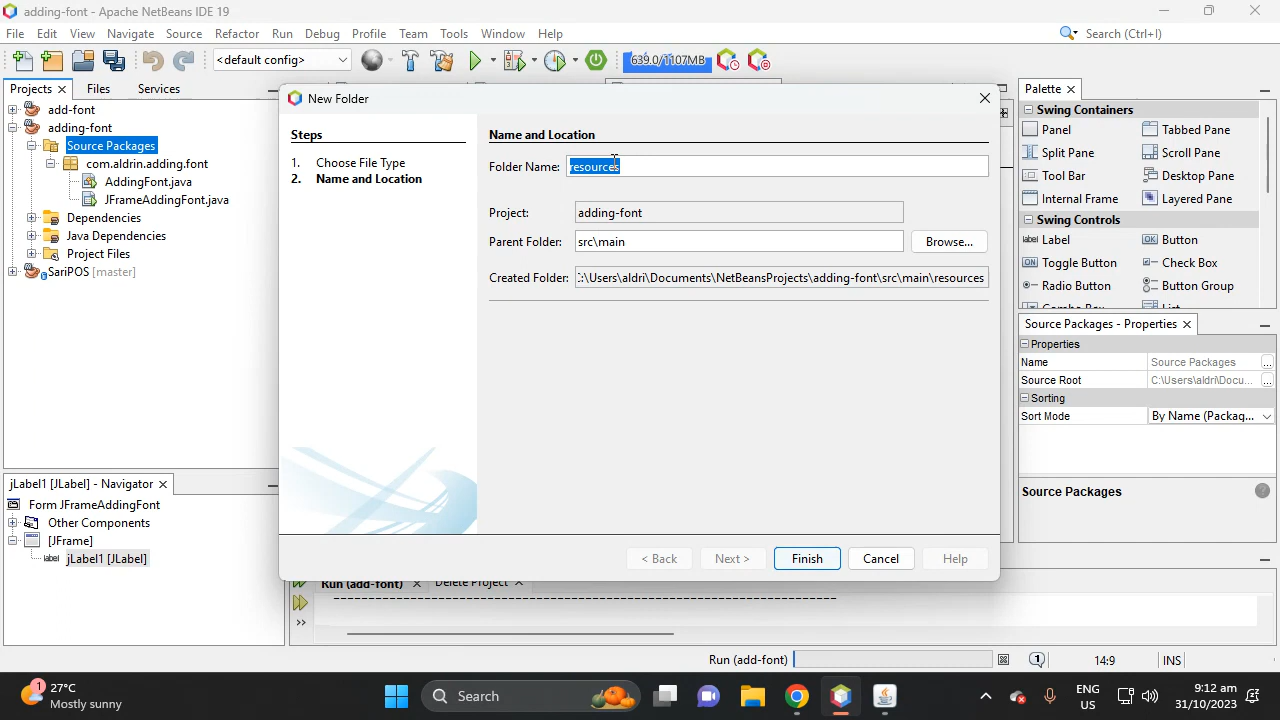 adding-font - Apache NetBeans IDE 19
File Edit View Navigate Source Refactor Run Debug Profile Team Tools Window Help
Search (Ctrl+I)
<default config>
639.0/1107MB
Projects
Files
Services
add-font
adding-font
Source Packages
com.aldrin.adding.font
AddingFont.java
JFrameAddingFont.java
Dependencies
Java Dependencies
Project Files
SariPOS [master]
jLabel1 [JLabel] - Navigator
Form JFrameAddingFont
Other Components
[JFrame]
label jLabel1 [JLabel]
New Folder
Steps
1. Choose File Type
2. Name and Location
Name and Location
Folder Name: resources
Project: adding-font
Parent Folder: src\main
Browse...
Created Folder: :\Users\aldri\Documents\NetBeansProjects\adding-font\src\main\resources
< Back Next > Finish Cancel Help
Run (add-font)
Delete Project
Palette
Swing Containers
Panel Tabbed Pane
Split Pane Scroll Pane
Tool Bar Desktop Pane
Internal Frame Layered Pane
Swing Controls
label Label OK Button
ON Toggle Button Check Box
Radio Button Button Group
Source Packages - Properties
Properties
Name Source Packages ...
Source Root C:\Users\aldri\Docu... ...
Sorting
Sort Mode By Name (Packag...
Source Packages
Run (add-font)
1
14:9
INS
1
27°C
Mostly sunny
Search
ENG
US
9:12 am
31/10/2023